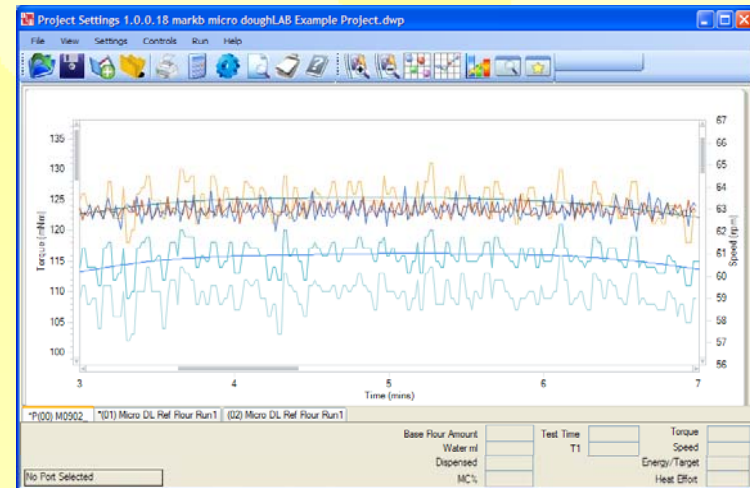 Project Settings 1.0.0.18 markb micro doughLAB Example Project.dwp
File View Settings Controls Run Help
135
130
125
120
115
110
105
100
Torque [mNm]
67
66
65
64
63
62
61
60
59
58
57
56
Speed [rpm]
3 4 5 6 7
Time (mins)
*P(00) M0902_ *(01) Micro DL Ref Flour Run1 (02) Micro DL Ref Flour Run1
Base Flour Amount Test Time Torque
Water ml T1 Speed
Dispensed Energy/Target
MC% Heat Effort
No Port Selected